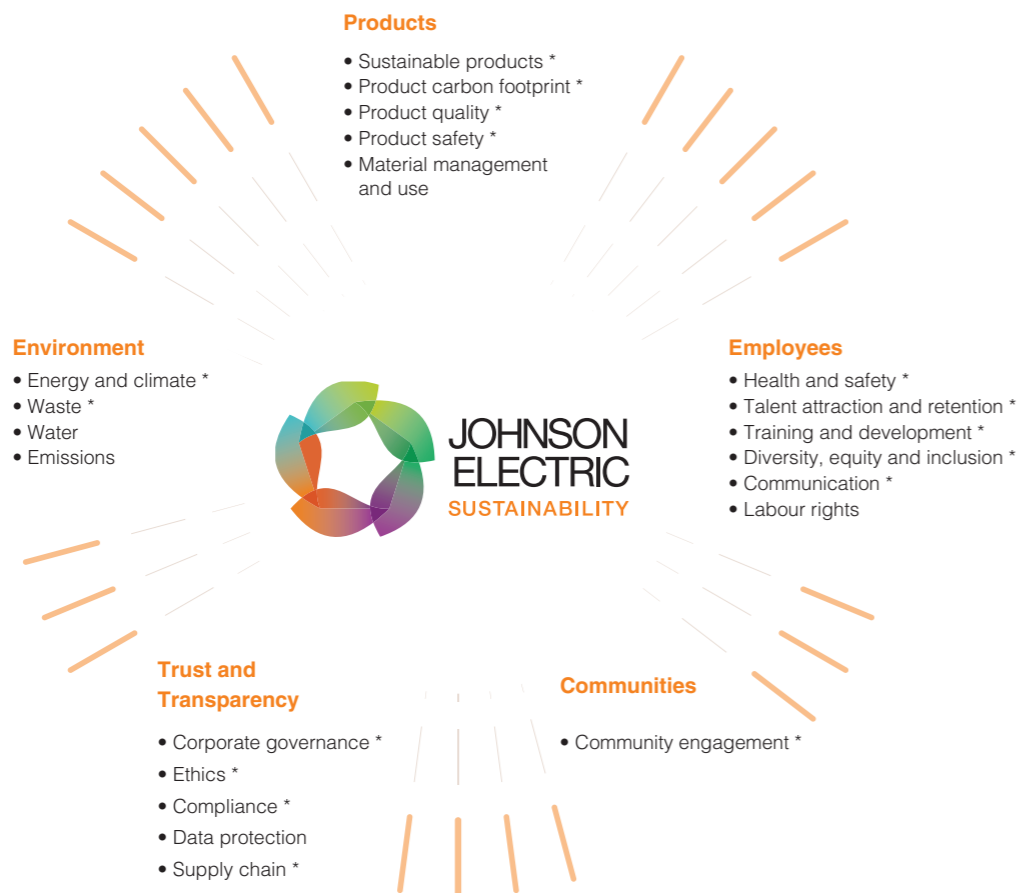 Products
• Sustainable products *
• Product carbon footprint *
• Product quality *
• Product safety *
• Material management
and use
Environment
• Energy and climate *
• Waste *
• Water
• Emissions
JOHNSON
ELECTRIC
SUSTAINABILITY
Employees
• Health and safety *
• Talent attraction and retention *
• Training and development *
• Diversity, equity and inclusion *
• Communication *
• Labour rights
Trust and
Transparency
• Corporate governance *
• Ethics *
• Compliance *
• Data protection
• Supply chain *
Communities
• Community engagement *